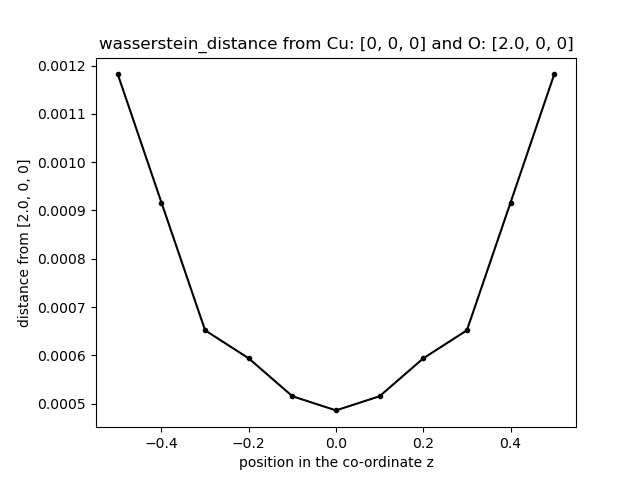 wasserstein_distance from Cu: [0, 0, 0] and O: [2.0, 0, 0]
0.0012
0.0011
0.0010
0.0009
0.0008
0.0007
0.0006
0.0005
distance from [2.0, 0, 0]
−0.4 −0.2 0.0 0.2 0.4
position in the co-ordinate z